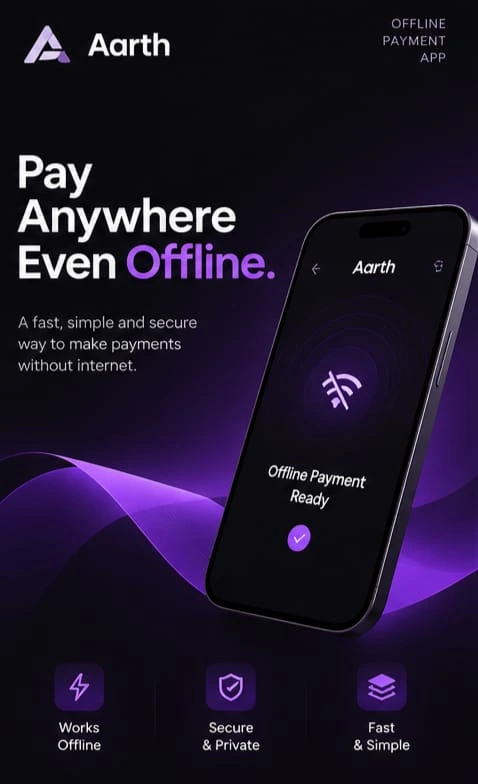 Aarth
OFFLINE
PAYMENT
APP
Pay
Anywhere
Even Offline.
A fast, simple and secure
way to make payments
without internet.
Aarth
Offline Payment
Ready
Works
Offline
Secure
& Private
Fast
& Simple